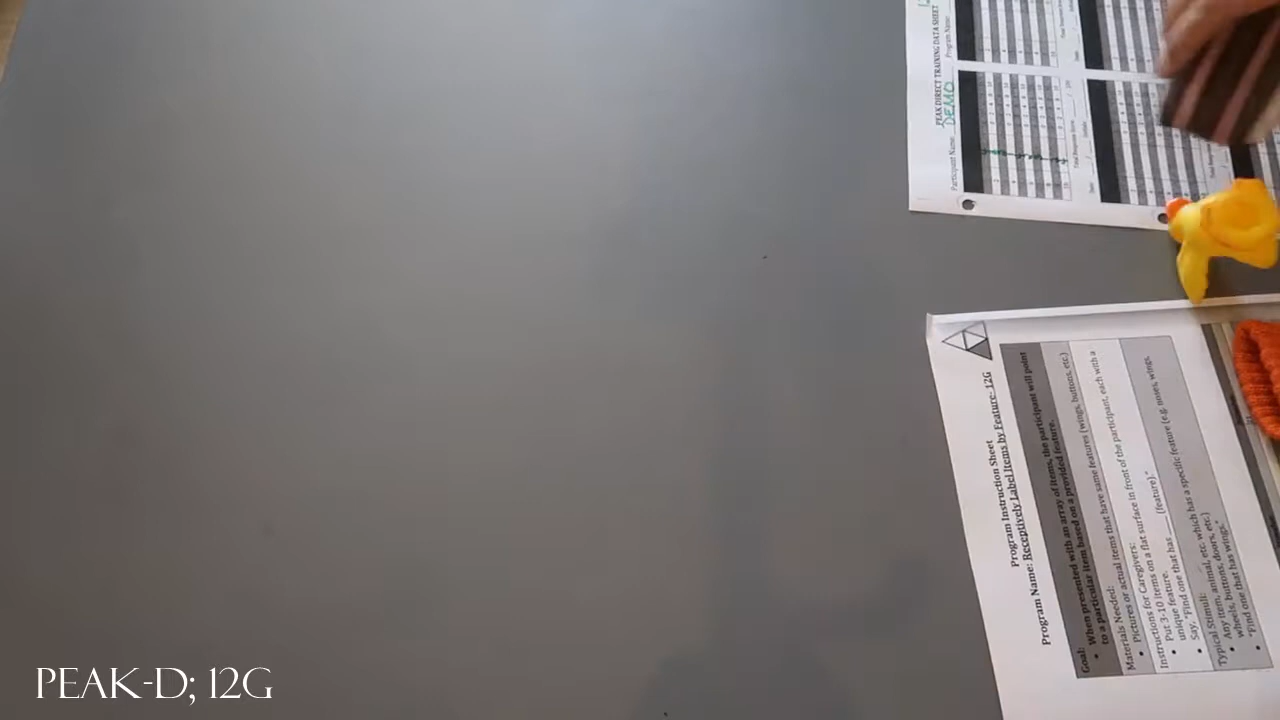 PEAK DIRECT TRAINING DATA SHEET
Participant Name: DEMO Program Name:
Program Instruction Sheet
Program Name: Receptively Label Items by Feature: 12G
Goal:
• When presented with an array of items, the participant will point
to a particular item based on a provided feature.
Materials Needed:
• Pictures or actual items that have same features (wings, buttons, etc.)
Instructions for Caregivers:
• Put 3-10 items on a flat surface in front of the participant, each with a
unique feature.
• Say, "Find one that has ____ (feature)."
Typical Stimuli:
• Any item, animal, etc. which has a specific feature (e.g. noses, wings,
wheels, buttons, doors, etc.)
• "Find one that has wings."
PEAK-D; 12G